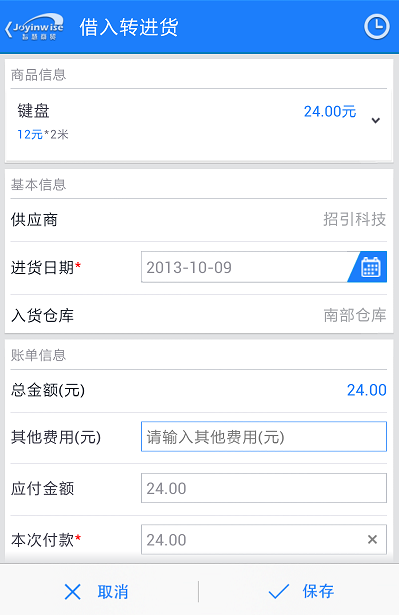 Joyinwise
智慧商贸
借入转进货
商品信息
键盘 24.00元
12元*2米
基本信息
供应商 招引科技
进货日期* 2013-10-09
入货仓库 南部仓库
账单信息
总金额(元) 24.00
其他费用(元) 请输入其他费用(元)
应付金额 24.00
本次付款* 24.00
取消 保存